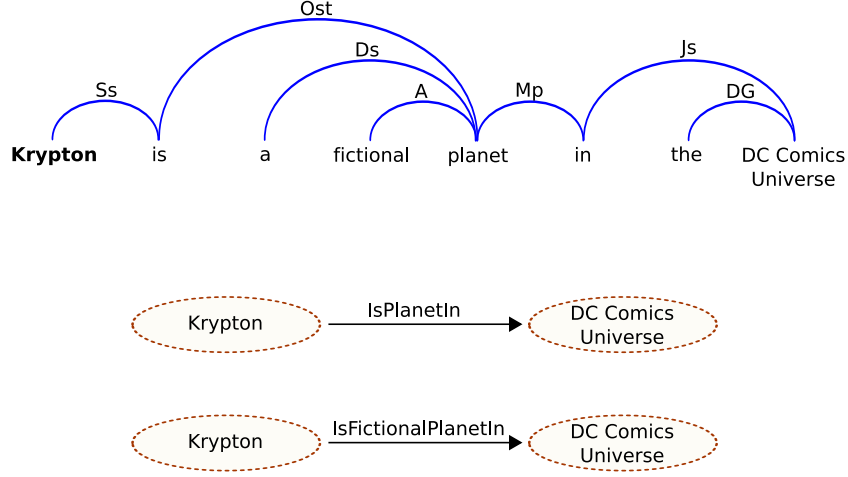 Ost
Ds Js
Ss A Mp DG
Krypton is a fictional planet in the DC Comics
Universe
IsPlanetIn
Krypton DC Comics
Universe
IsFictionalPlanetIn
Krypton DC Comics
Universe